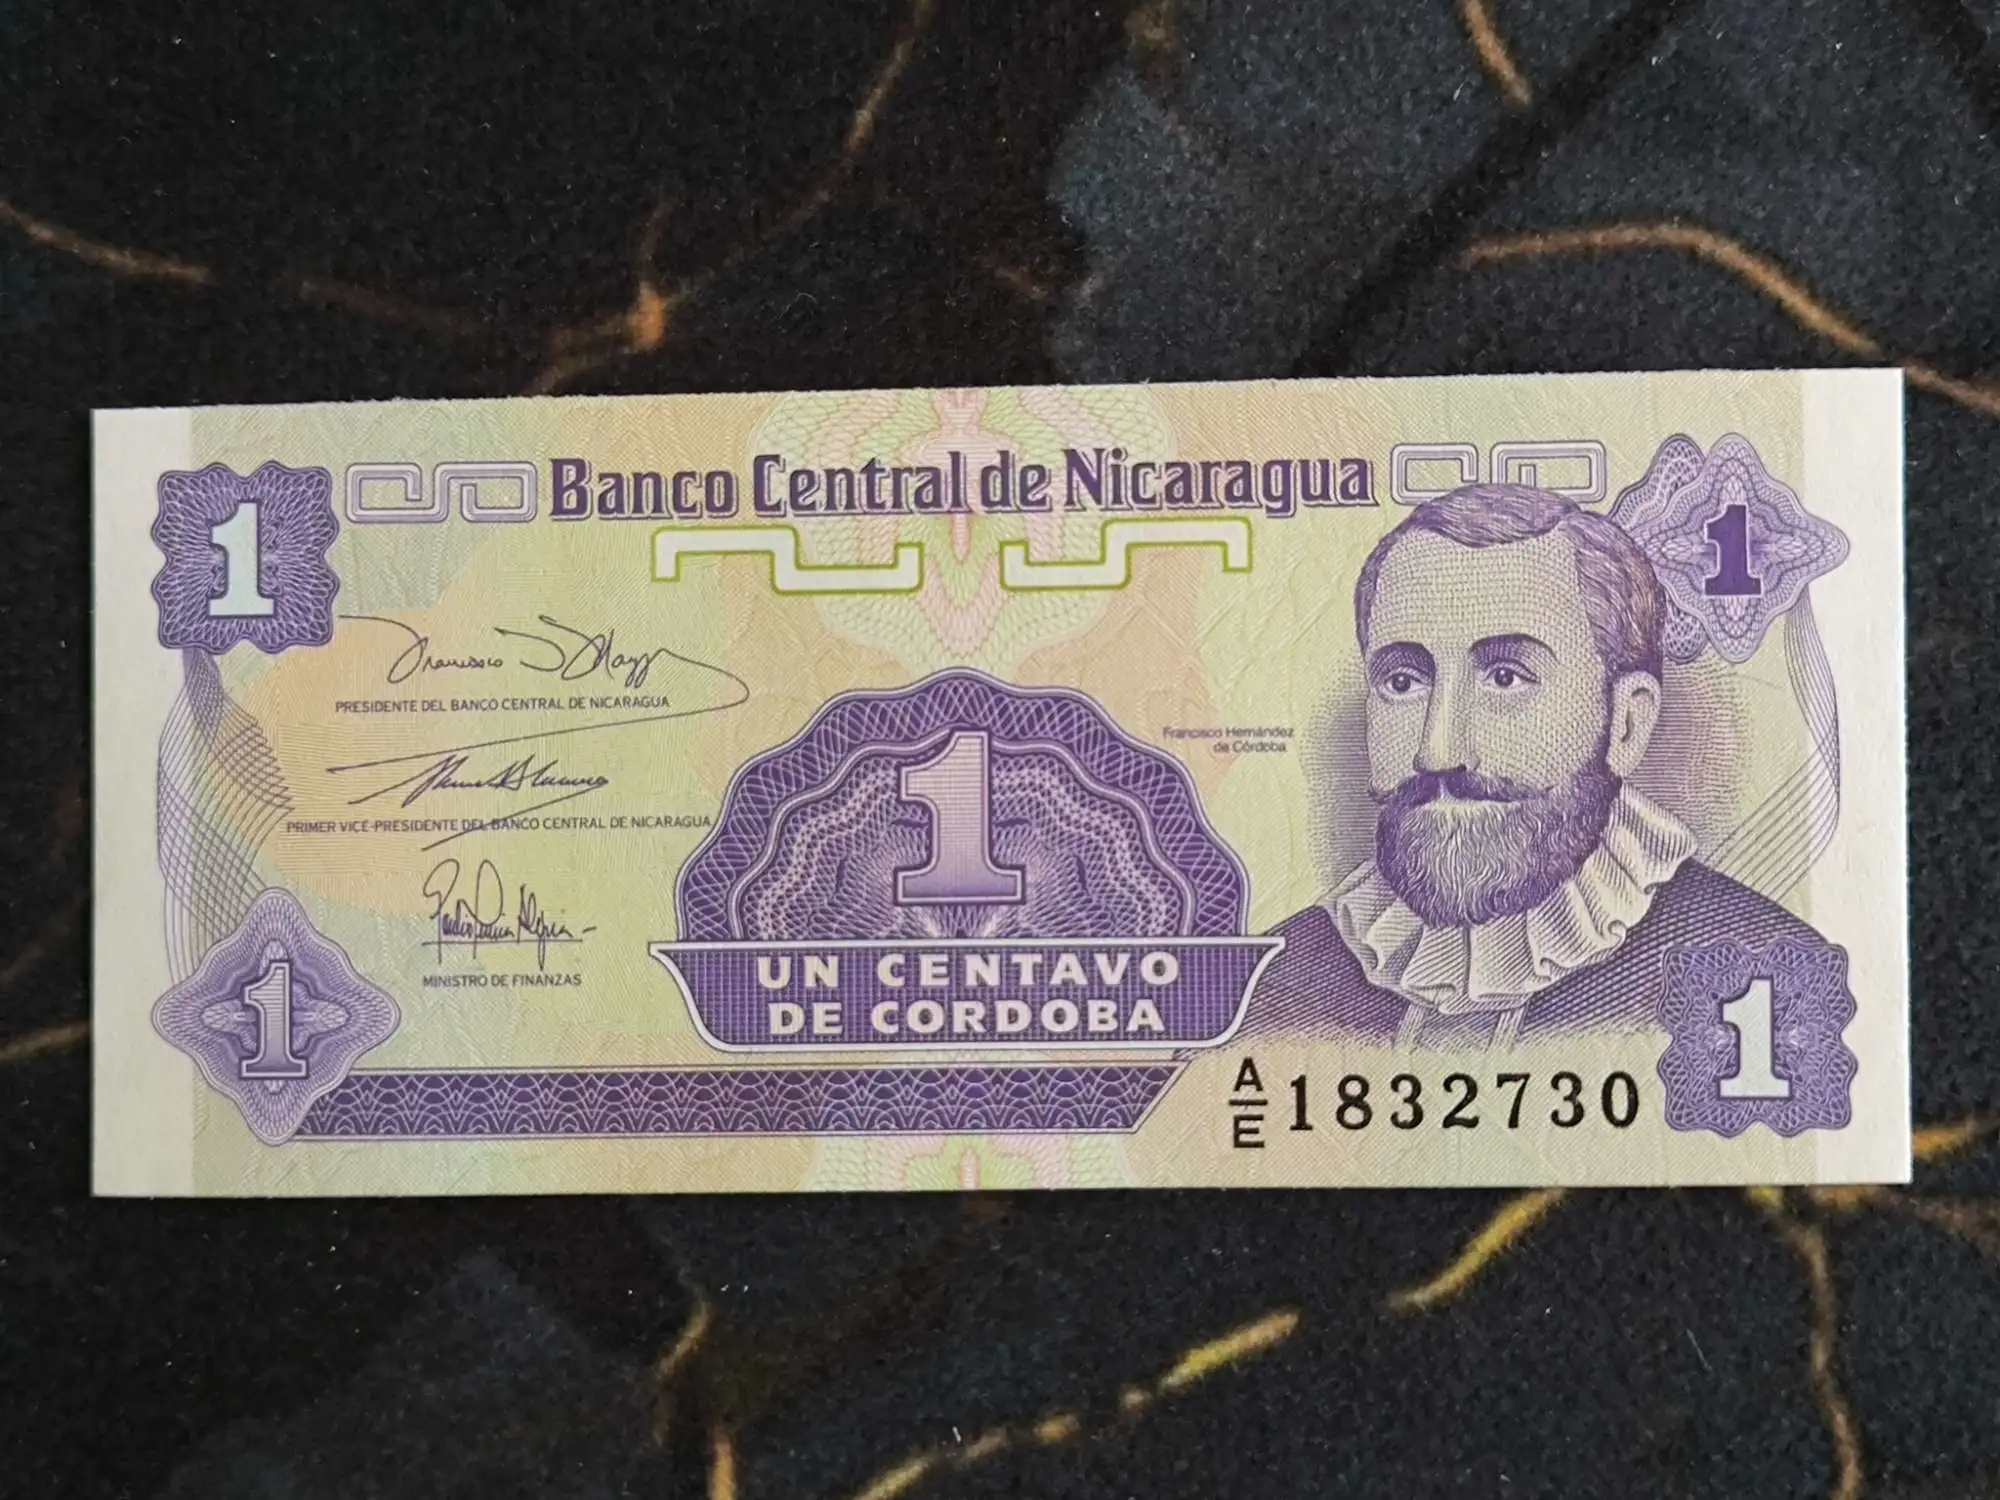 Banco Central de Nicaragua
1
1
Francisco
PRESIDENTE DEL BANCO CENTRAL DE NICARAGUA
Francisco Hernández
de Córdoba
PRIMER VICE-PRESIDENTE DEL BANCO CENTRAL DE NICARAGUA
1
MINISTRO DE FINANZAS
UN CENTAVO
DE CORDOBA
1
A/E 1832730
1